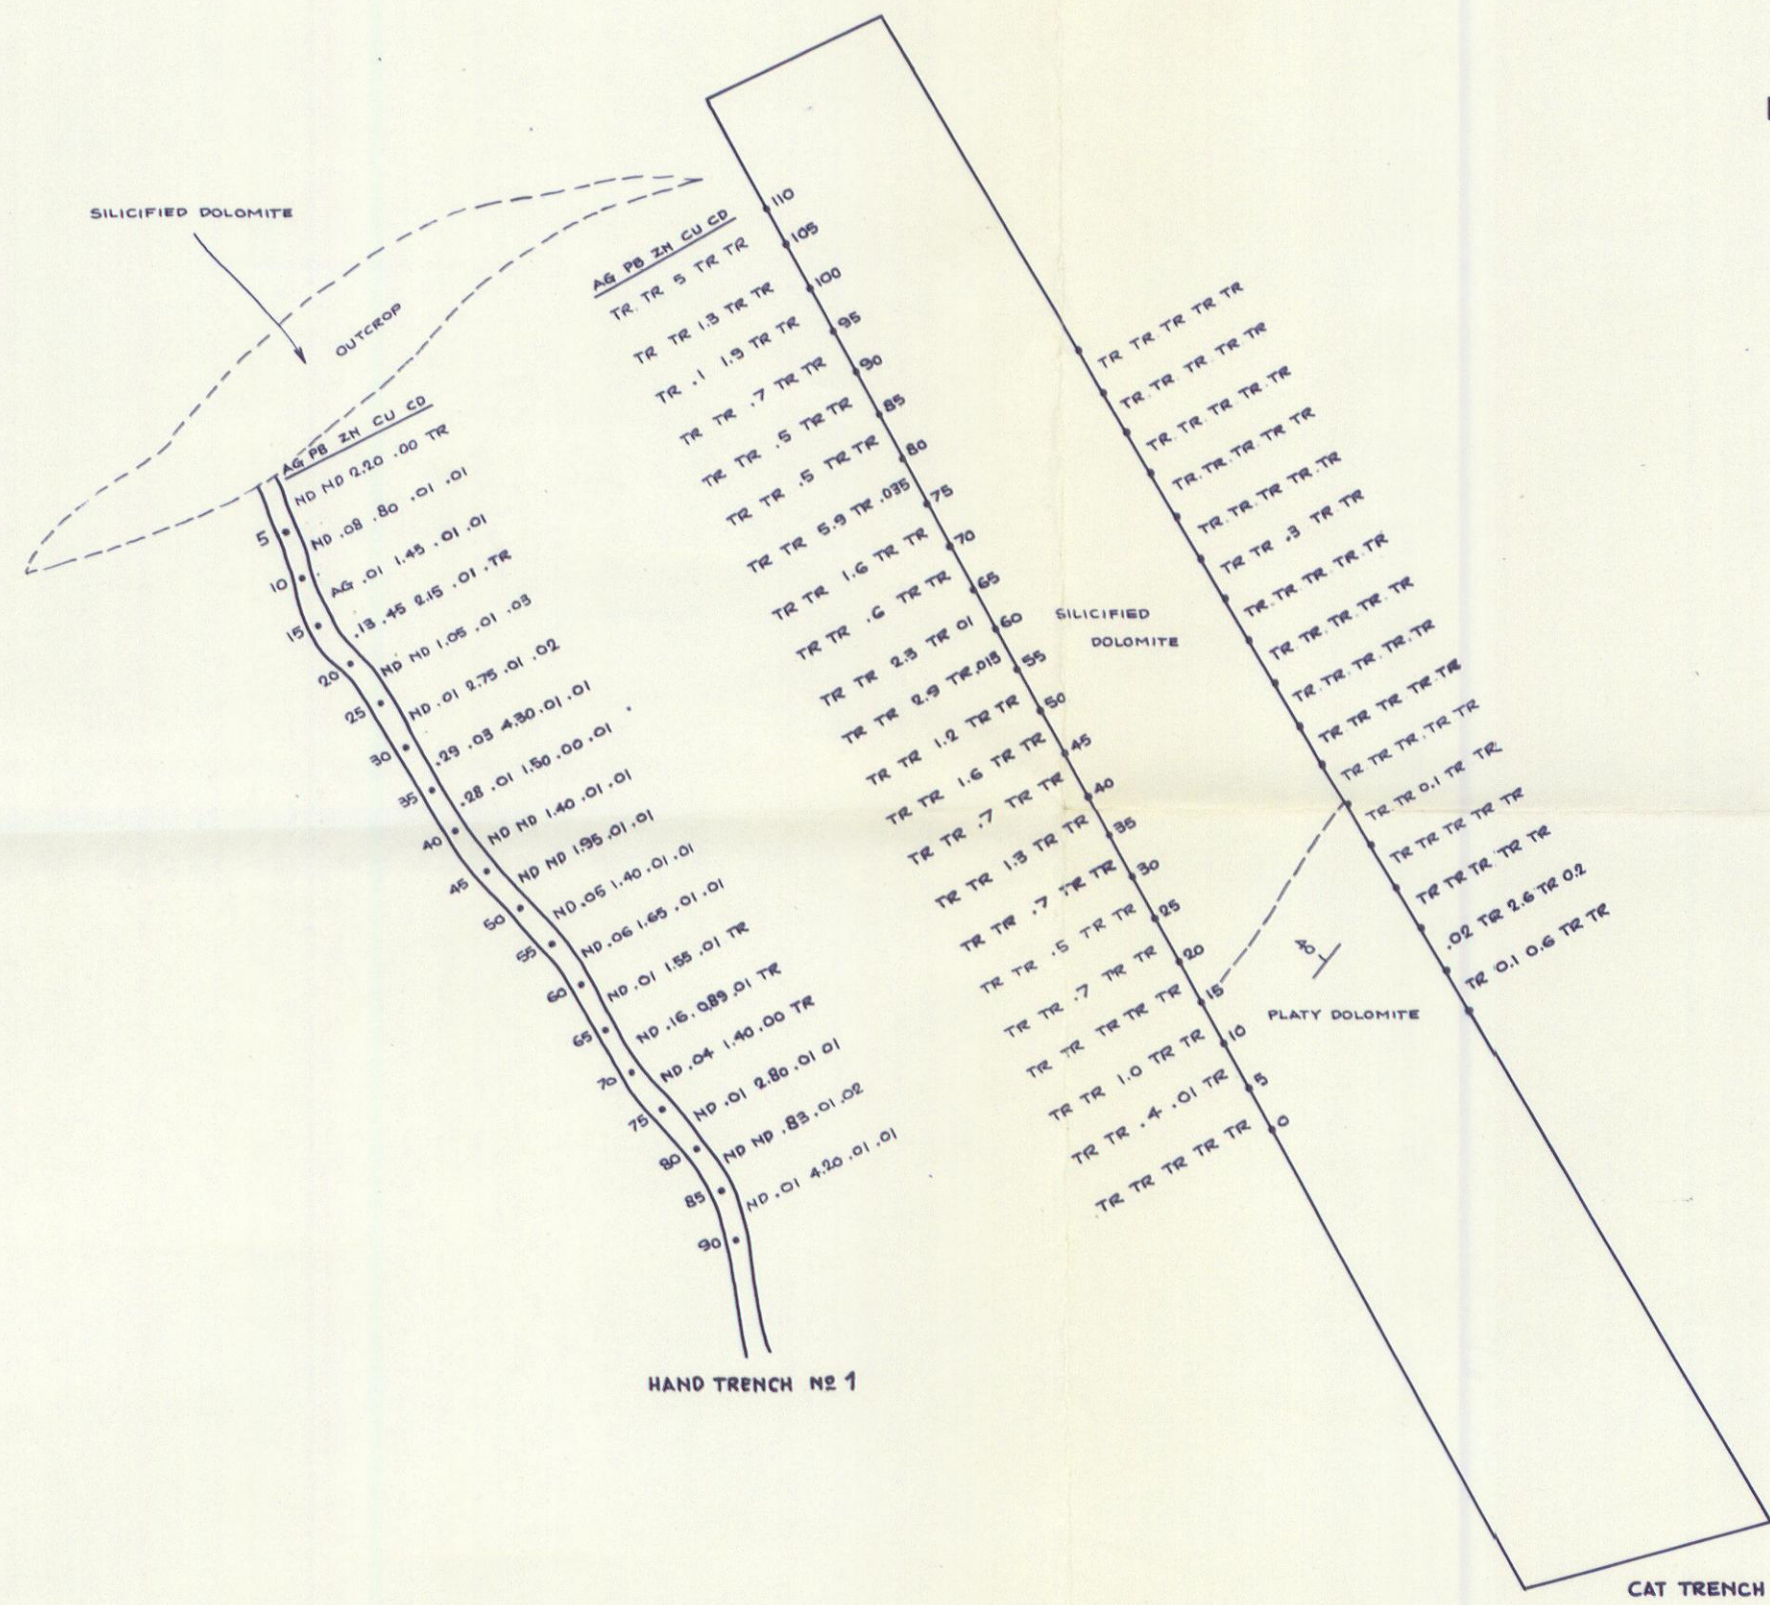 SILICIFIED DOLOMITE
OUTCROP
AG PB ZN CU CD
ND ND 2.20 .00 TR
5
ND .08 .80 .01 .01
10
AG .01 1.45 .01 .01
15
.13 .45 2.15 .01 .TR
20
ND ND 1.05 .01 .03
25
ND .01 2.75 .01 .02
30
.29 .03 4.30 .01 .01
35
.28 .01 1.50 .00 .01
40
ND ND 1.40 .01 .01
45
ND ND 1.95 .01 .01
50
ND .05 1.40 .01 .01
55
ND .06 1.65 .01 .01
60
ND .01 1.55 .01 TR
65
ND .16 0.89 .01 TR
70
ND .04 1.40 .00 TR
75
ND .01 2.80 .01 01
80
ND ND .83 .01 .02
85
ND .01 4.20 .01 .01
90
HAND TRENCH Nº 1
AG PB ZN CU CD
110
TR. TR 5 TR TR
105
TR TR 1.3 TR TR
100
TR .1 1.9 TR TR
95
TR TR .7 TR TR
90
TR TR .5 TR TR
85
TR TR .5 TR TR
80
TR TR 5.9 TR .035
75
TR TR 1.6 TR TR
70
TR TR .6 TR TR
65
TR TR 2.3 TR 01
60
TR TR 2.9 TR .015
55
TR TR 1.2 TR TR
50
TR TR 1.6 TR TR
45
TR TR .7 TR TR
40
TR TR 1.3 TR TR
35
TR TR .7 TR TR
30
TR TR .5 TR TR
25
TR TR .7 TR TR
20
TR TR TR TR TR
15
TR TR 1.0 TR TR
10
TR TR .4 .01 TR
5
TR TR TR TR TR
0
SILICIFIED
DOLOMITE
PLATY DOLOMITE
TR TR TR TR TR
TR. TR TR TR TR
TR. TR. TR. TR. TR
TR. TR. TR. TR. TR
TR. TR. TR. TR. TR
TR TR .3 TR TR
TR. TR. TR TR. TR
TR. TR. TR. TR. TR
TR. TR. TR. TR. TR
TR TR TR TR. TR
TR TR TR. TR TR
TR. TR 0.1 TR TR
TR TR TR TR TR
TR TR TR TR TR
.02 TR 2.6 TR 0.2
TR 0.1 0.6 TR TR
CAT TRENCH